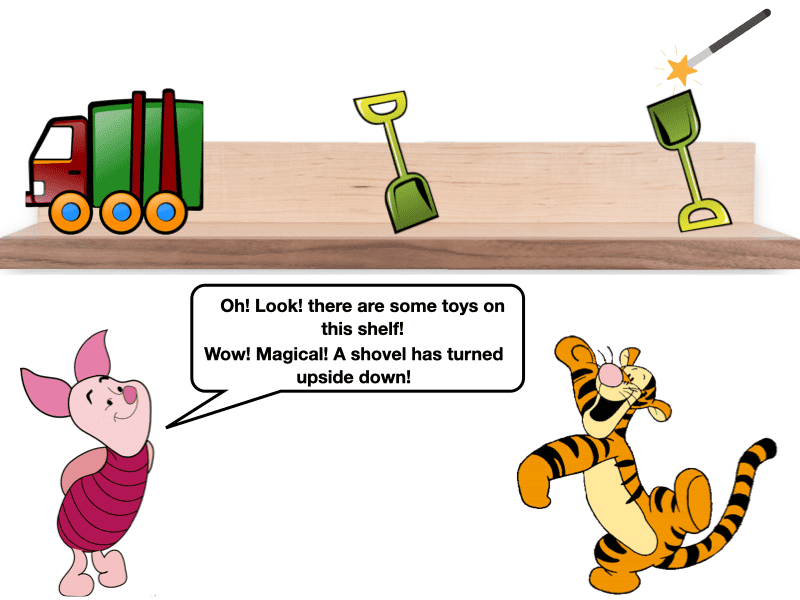 Oh! Look! there are some toys on
this shelf!
Wow! Magical! A shovel has turned
upside down!